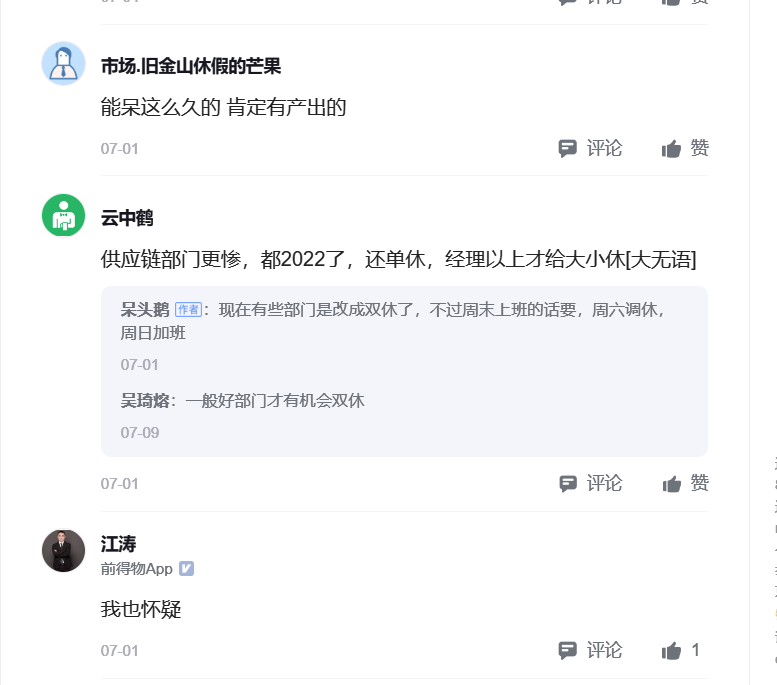 市场.旧金山休假的芒果
能呆这么久的 肯定有产出的
07-01 评论 赞
云中鹤
供应链部门更惨，都2022了，还单休，经理以上才给大小休[大无语]
呆头鹅 作者：现在有些部门是改成双休了，不过周末上班的话要，周六调休，
周日加班
07-01
吴琦熔：一般好部门才有机会双休
07-09
07-01 评论 赞
江涛
前得物App
我也怀疑
07-01 评论 1